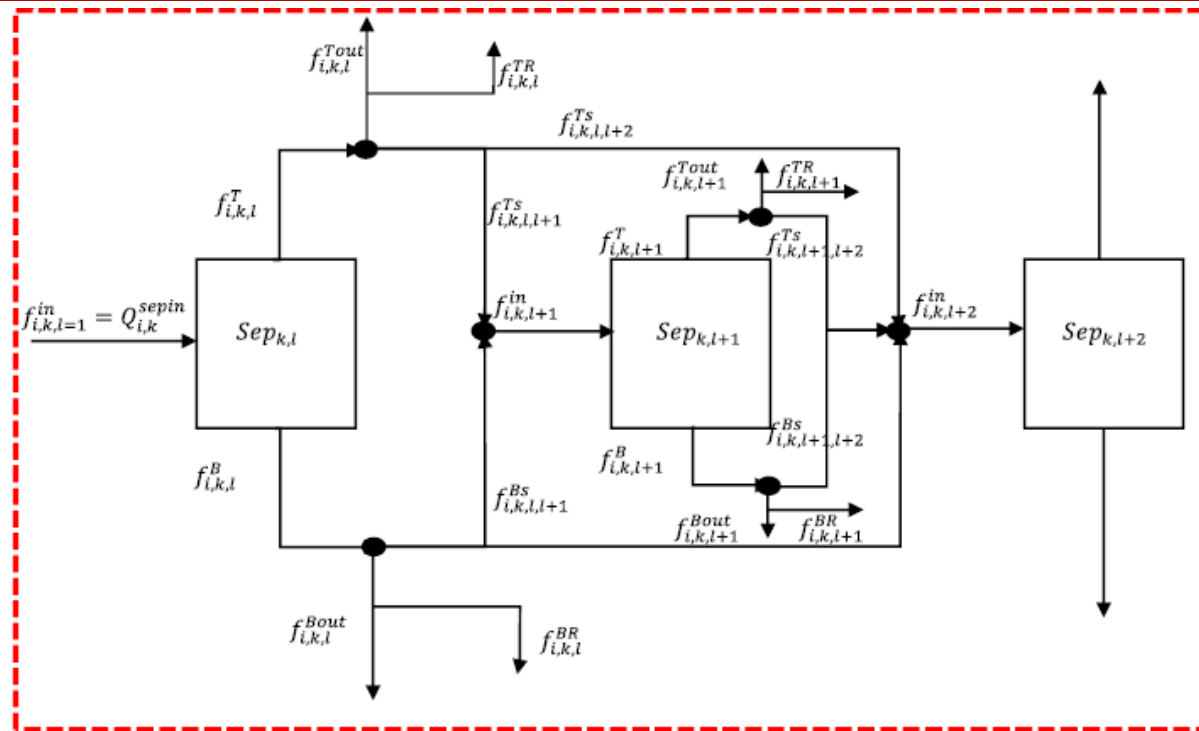 f_{i,k,l}^{Tout}
f_{i,k,l}^{TR}
f_{i,k,l,l+2}^{Ts}
f_{i,k,l+1}^{Tout}
f_{i,k,l+1}^{TR}
f_{i,k,l}^{T}
f_{i,k,l,l+1}^{Ts}
f_{i,k,l+1}^{T}
f_{i,k,l+1,l+2}^{Ts}
f_{i,k,l=1}^{in} = Q_{i,k}^{sepin}
Sep_{k,l}
f_{i,k,l+1}^{in}
Sep_{k,l+1}
f_{i,k,l+2}^{in}
Sep_{k,l+2}
f_{i,k,l}^{B}
f_{i,k,l,l+1}^{Bs}
f_{i,k,l+1}^{B}
f_{i,k,l+1,l+2}^{Bs}
f_{i,k,l+1}^{Bout}
f_{i,k,l+1}^{BR}
f_{i,k,l}^{Bout}
f_{i,k,l}^{BR}